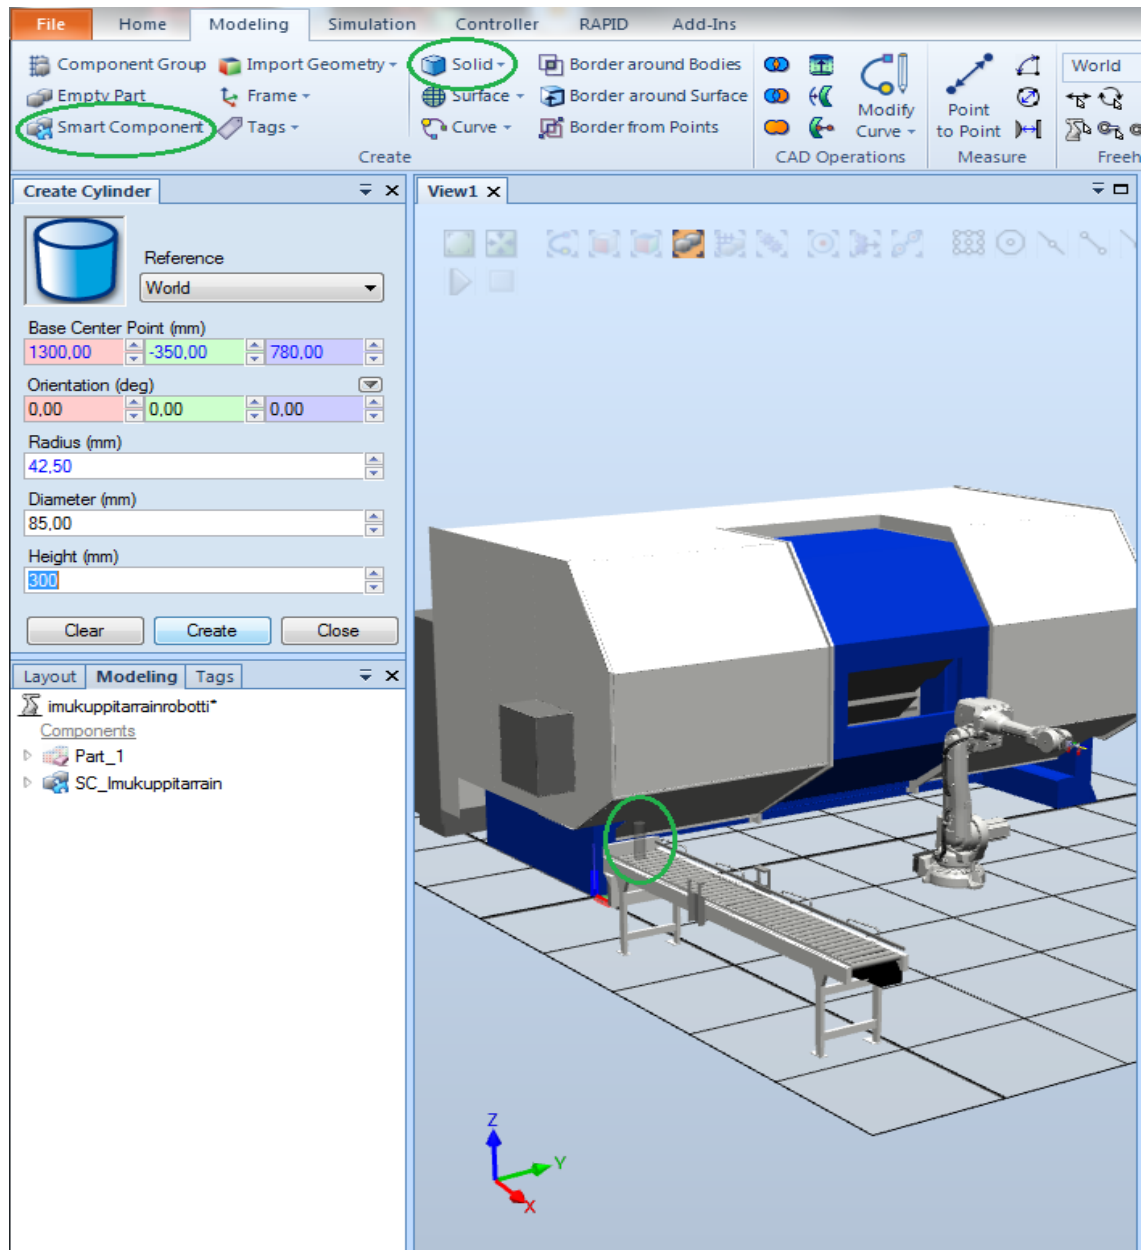 File Home Modeling Simulation Controller RAPID Add-Ins
Component Group Import Geometry Solid Border around Bodies World
Empty Part Frame Surface Border around Surface Modify Point
Smart Component Tags Curve Border from Points Curve to Point
Create CAD Operations Measure Freeh
Create Cylinder
View1
Reference
World
Base Center Point (mm)
1300,00 -350,00 780,00
Orientation (deg)
0,00 0,00 0,00
Radius (mm)
42,50
Diameter (mm)
85,00
Height (mm)
300
Clear Create Close
Layout Modeling Tags
imukuppitarrainrobotti*
Components
Part_1
SC_Imukuppitarrain
Z
Y
X